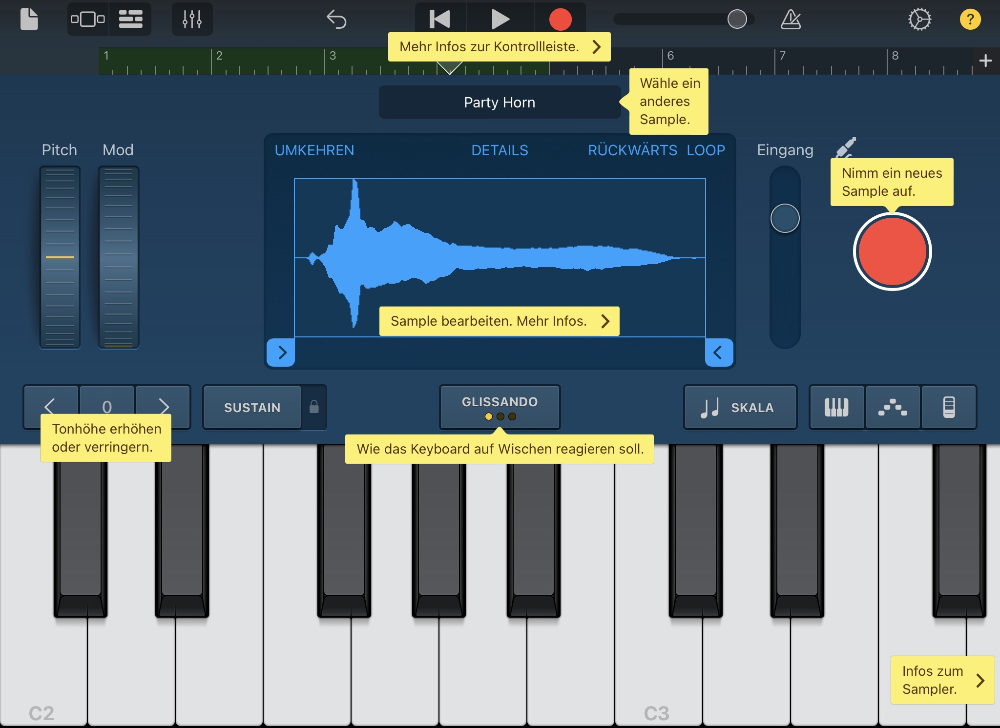 ?
Mehr Infos zur Kontrollleiste.
1 2 3 6 7 8
Party Horn
Wähle ein
anderes
Sample.
Pitch Mod
UMKEHREN DETAILS RÜCKWÄRTS LOOP
Eingang
Nimm ein neues
Sample auf.
Sample bearbeiten. Mehr Infos.
0
SUSTAIN
GLISSANDO
SKALA
Tonhöhe erhöhen
oder verringern.
Wie das Keyboard auf Wischen reagieren soll.
Infos zum
Sampler.
C2 C3